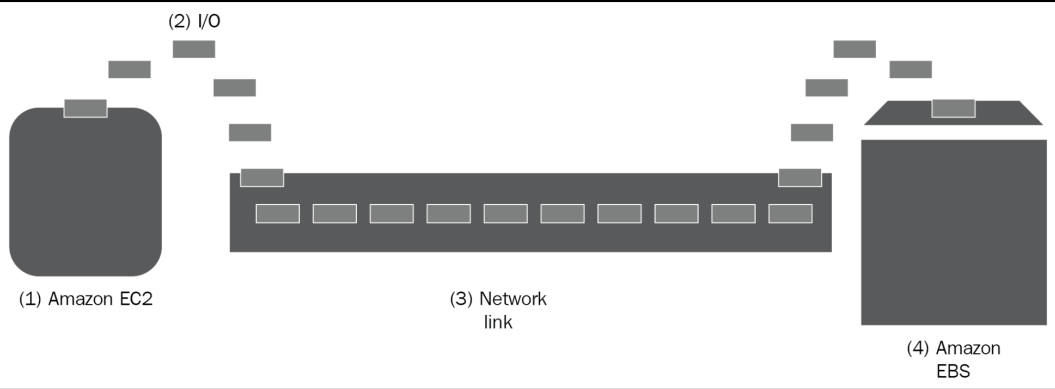 (2) I/O
(1) Amazon EC2
(3) Network
link
(4) Amazon
EBS